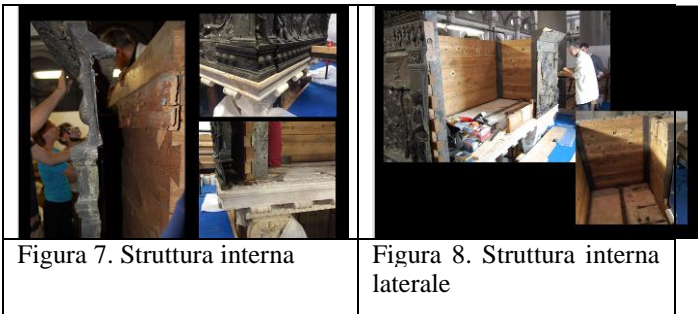 Figura 7. Struttura interna
Figura 8. Struttura interna
laterale